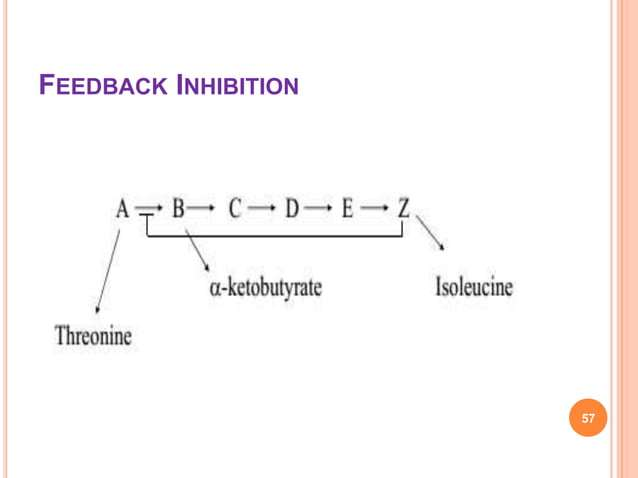 FEEDBACK INHIBITION
A → B → C → D → E → Z
α-ketobutyrate
Isoleucine
Threonine
57